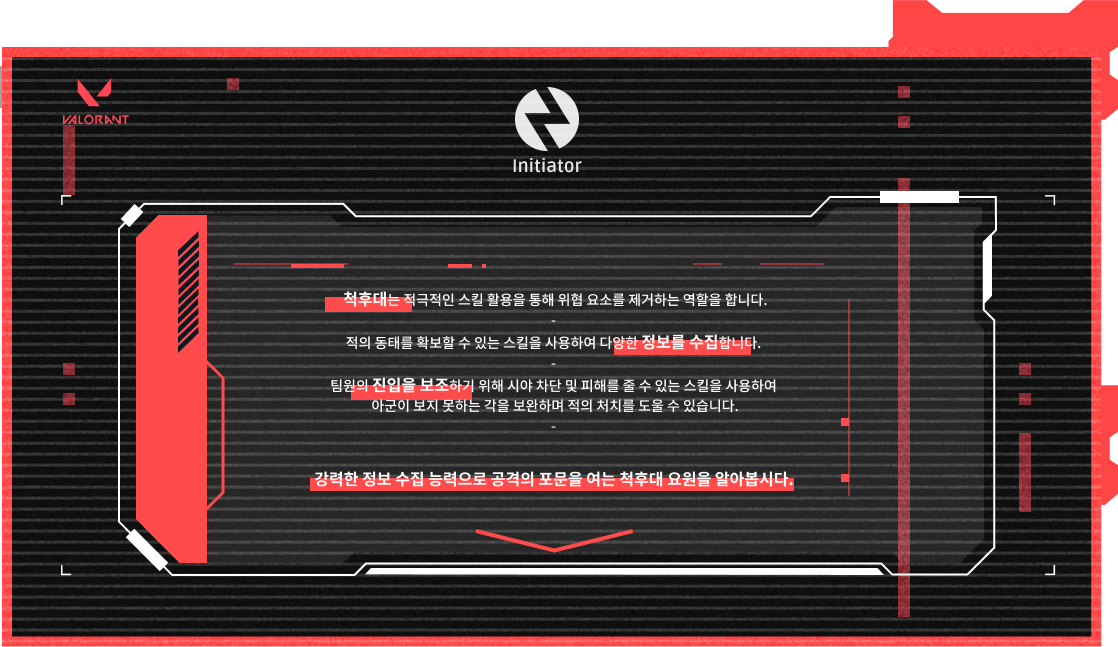 VALORANT
Initiator
척후대는 적극적인 스킬 활용을 통해 위협 요소를 제거하는 역할을 합니다.
-
적의 동태를 확보할 수 있는 스킬을 사용하여 다양한 정보를 수집합니다.
-
팀원의 진입을 보조하기 위해 시야 차단 및 피해를 줄 수 있는 스킬을 사용하여
아군이 보지 못하는 각을 보완하며 적의 처치를 도울 수 있습니다.
-
강력한 정보 수집 능력으로 공격의 포문을 여는 척후대 요원을 알아봅시다.